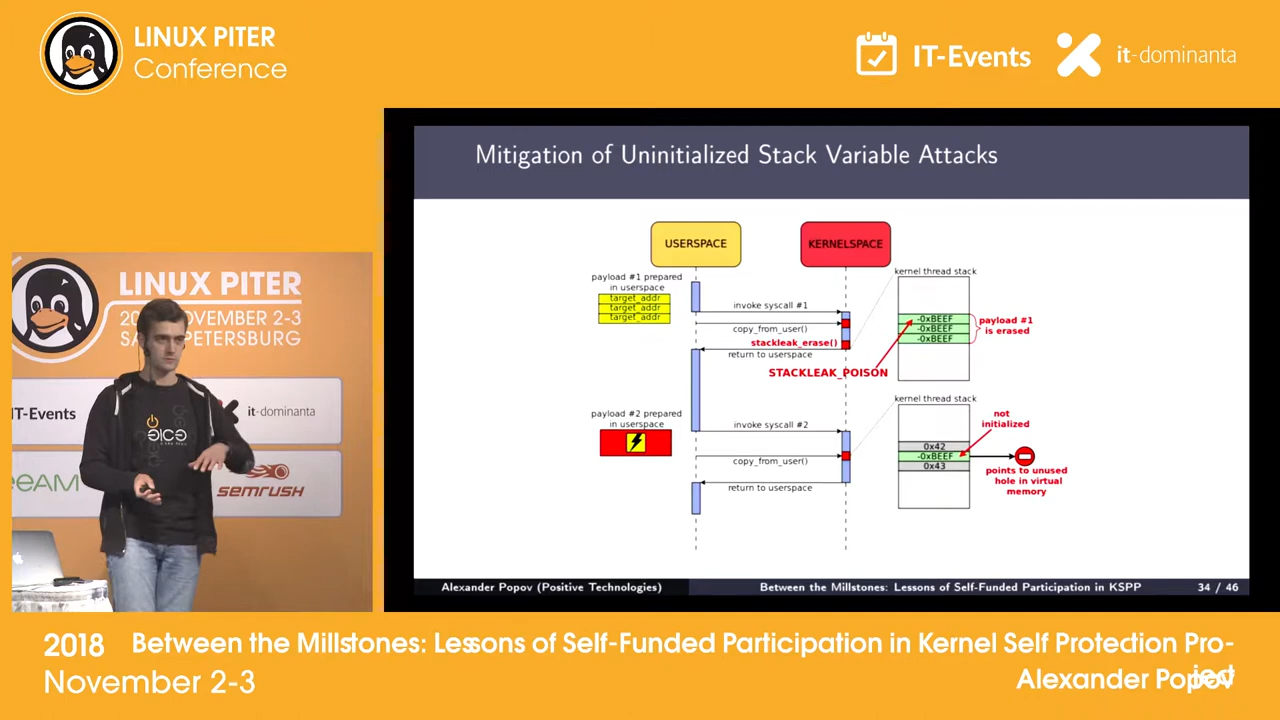 LINUX PITER
Conference
IT-Events
it-dominanta
Mitigation of Uninitialized Stack Variable Attacks
USERSPACE
KERNELSPACE
payload #1 prepared
in userspace
target_addr
target_addr
target_addr
invoke syscall #1
copy_from_user()
stackleak_erase()
return to userspace
STACKLEAK_POISON
kernel thread stack
-0xBEEF
-0xBEEF
-0xBEEF
payload #1
is erased
payload #2 prepared
in userspace
invoke syscall #2
copy_from_user()
return to userspace
kernel thread stack
0x42
-0xBEEF
0x43
not
initialized
points to unused
hole in virtual
memory
Alexander Popov (Positive Technologies)
Between the Millstones: Lessons of Self-Funded Participation in KSPP
34 / 46
LINUX PITER
NOVEMBER 2-3
PETERSBURG
IT-Events
it-dominanta
eeAM
semrush
2018
Between the Millstones: Lessons of Self-Funded Participation in Kernel Self Protection Pro-
ject
November 2-3
Alexander Popov